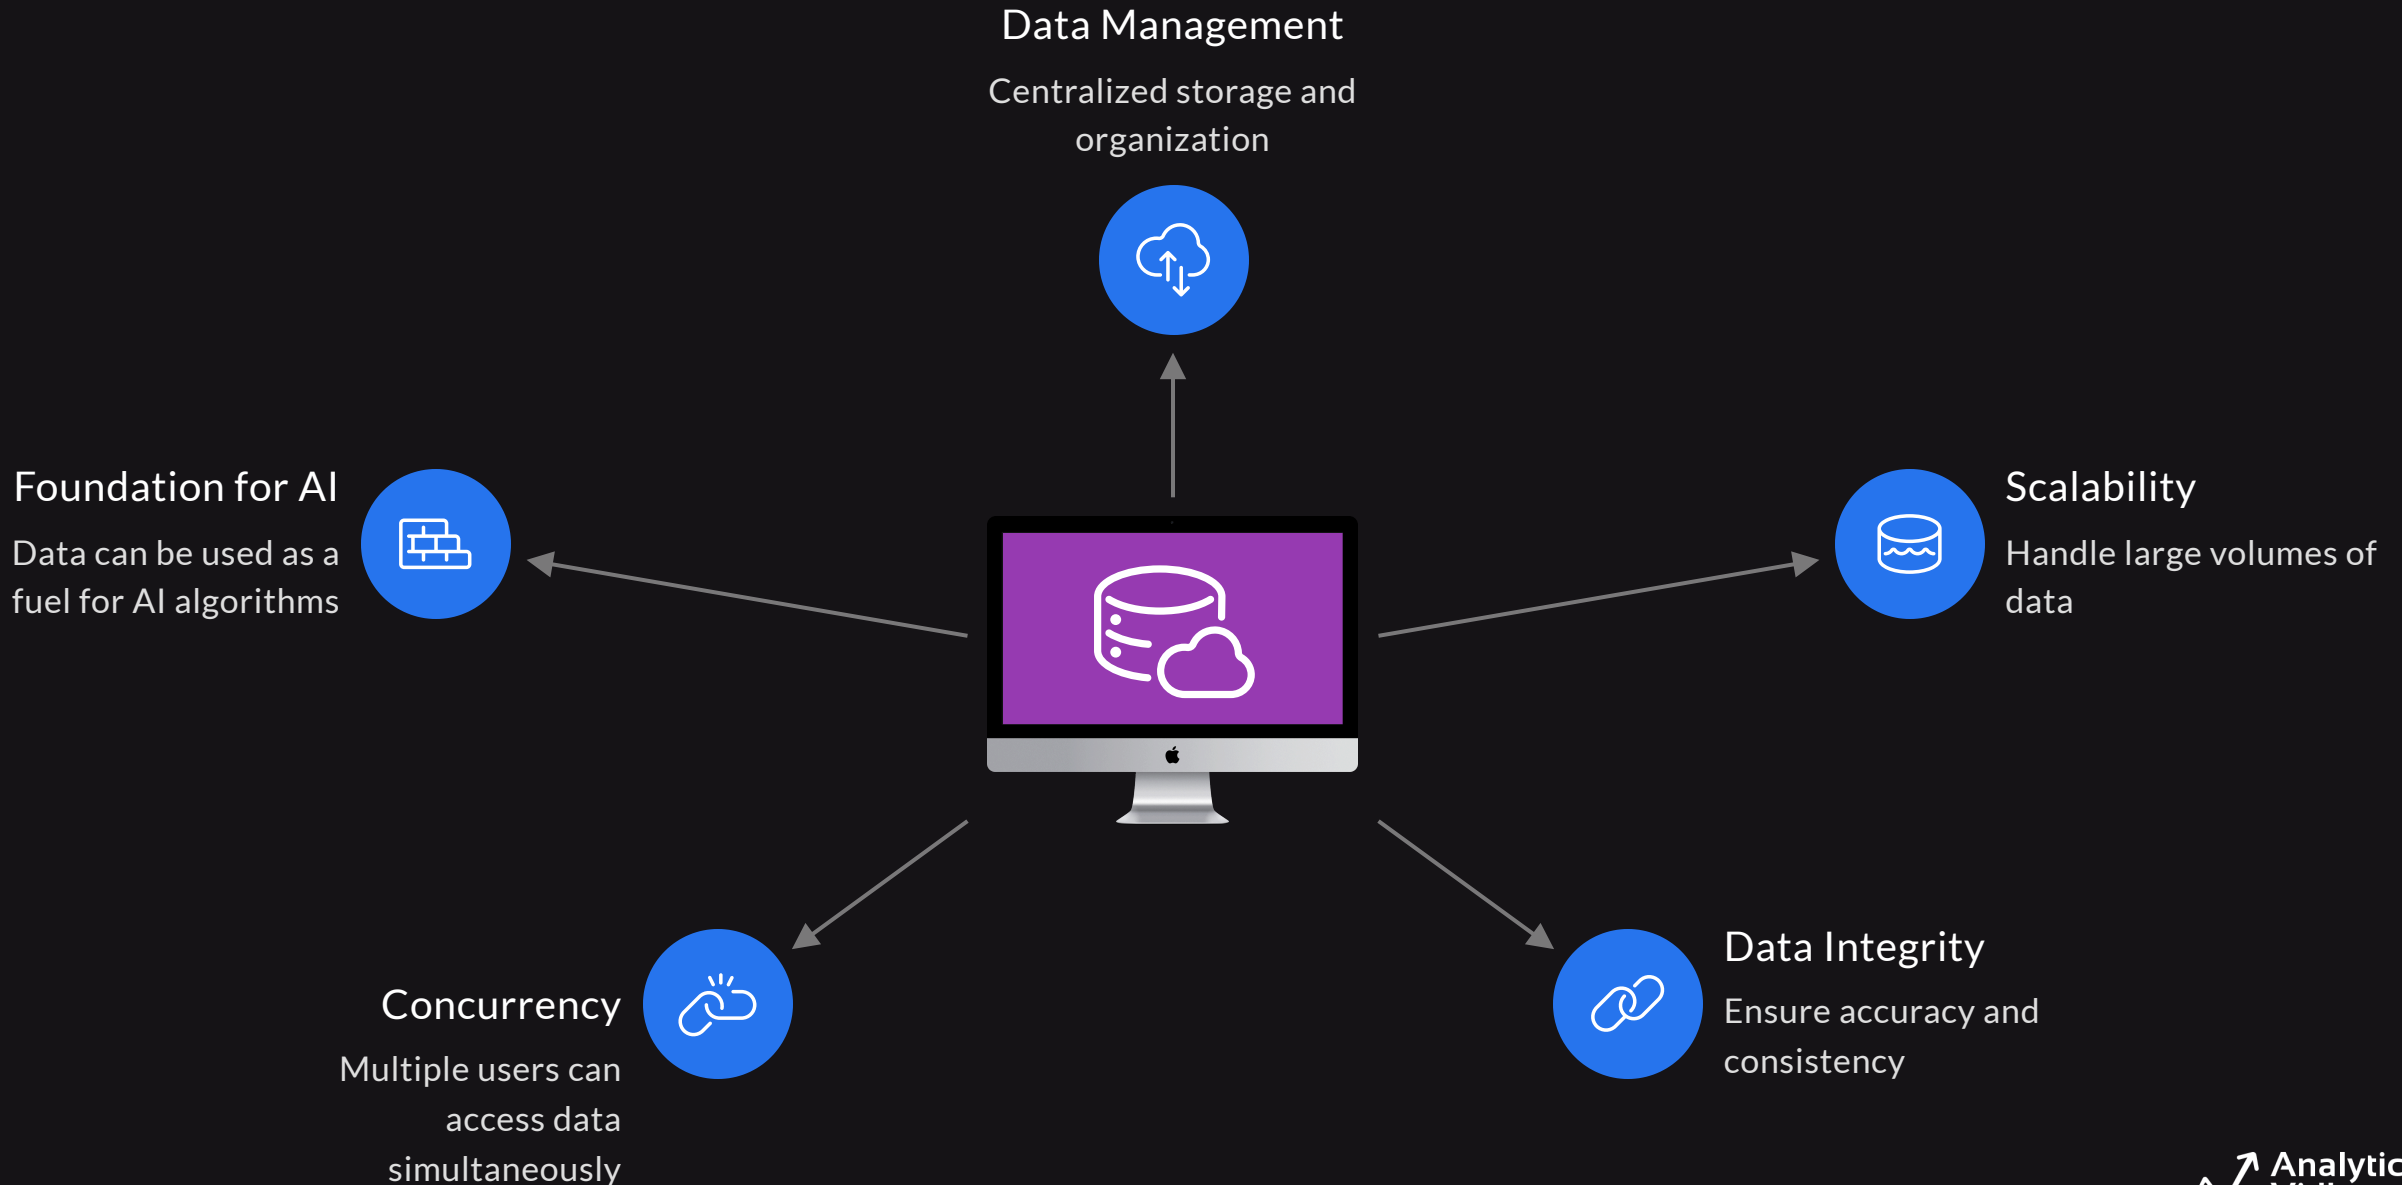 Data Management
Centralized storage and
organization
Foundation for AI
Data can be used as a
fuel for AI algorithms
Scalability
Handle large volumes of
data
Concurrency
Multiple users can
access data
simultaneously
Data Integrity
Ensure accuracy and
consistency
Analytic